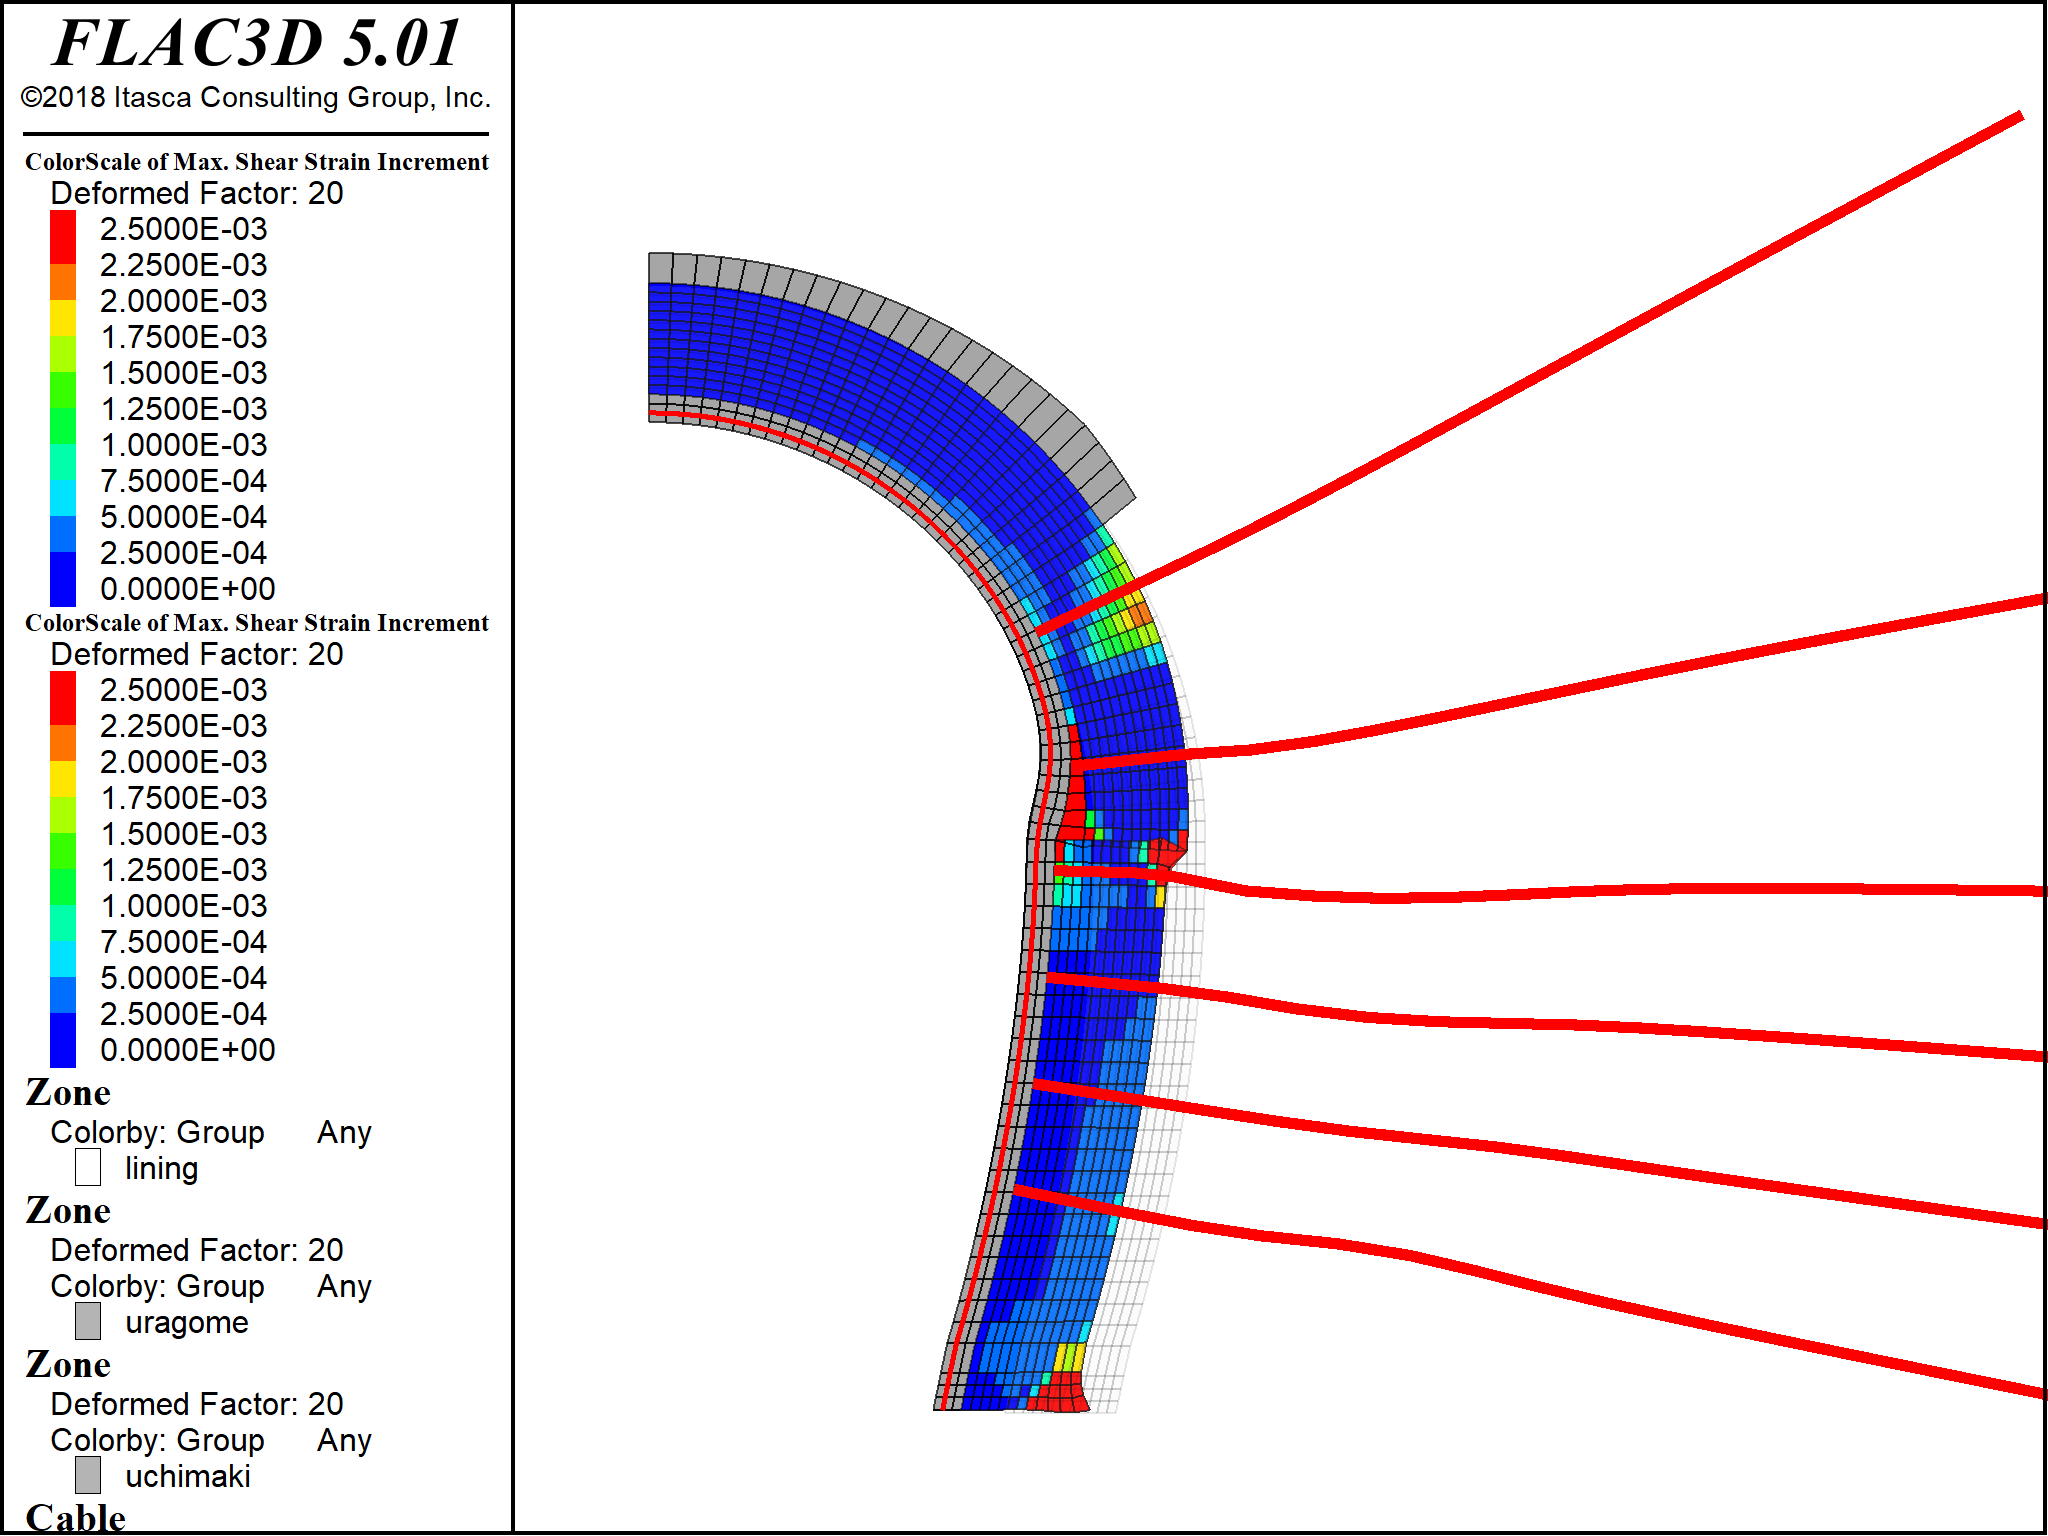 FLAC3D 5.01
©2018 Itasca Consulting Group, Inc.
ColorScale of Max. Shear Strain Increment
Deformed Factor: 20
2.5000E-03
2.2500E-03
2.0000E-03
1.7500E-03
1.5000E-03
1.2500E-03
1.0000E-03
7.5000E-04
5.0000E-04
2.5000E-04
0.0000E+00
ColorScale of Max. Shear Strain Increment
Deformed Factor: 20
2.5000E-03
2.2500E-03
2.0000E-03
1.7500E-03
1.5000E-03
1.2500E-03
1.0000E-03
7.5000E-04
5.0000E-04
2.5000E-04
0.0000E+00
Zone
Colorby: Group Any
lining
Zone
Deformed Factor: 20
Colorby: Group Any
uragome
Zone
Deformed Factor: 20
Colorby: Group Any
uchimaki
Cable